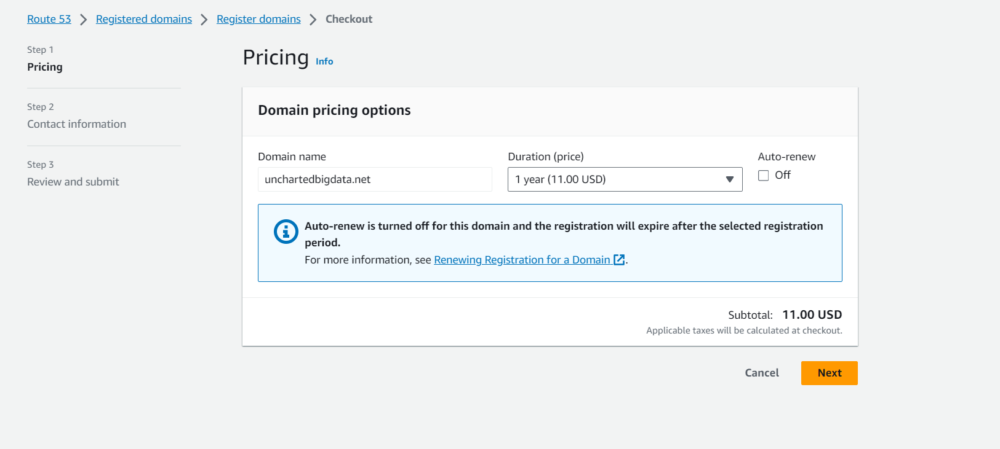 Route 53 Registered domains Register domains Checkout
Step 1
Pricing
Step 2
Contact information
Step 3
Review and submit
Pricing Info
Domain pricing options
Domain name
unchartedbigdata.net
Duration (price)
1 year (11.00 USD)
Auto-renew
Off
Auto-renew is turned off for this domain and the registration will expire after the selected registration
period.
For more information, see Renewing Registration for a Domain.
Subtotal: 11.00 USD
Applicable taxes will be calculated at checkout.
Cancel Next